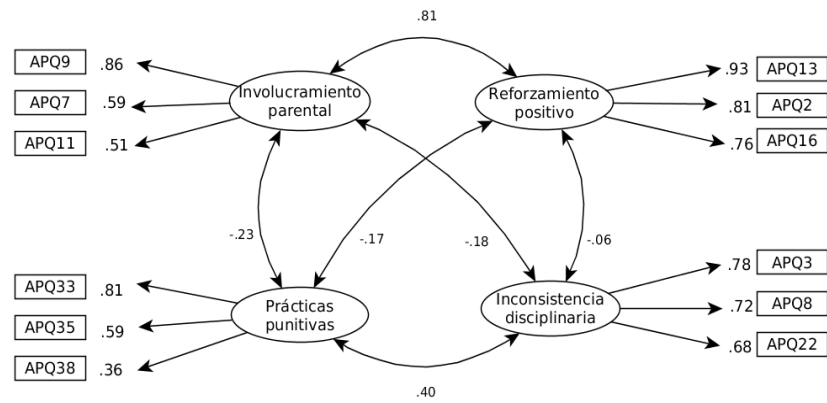 .81
APQ9 .86
APQ7 .59
APQ11 .51
Involucramiento
parental
Reforzamiento
positivo
.93 APQ13
.81 APQ2
.76 APQ16
-.23
-.17
-.18
-.06
APQ33 .81
APQ35 .59
APQ38 .36
Prácticas
punitivas
Inconsistencia
disciplinaria
.78 APQ3
.72 APQ8
.68 APQ22
.40